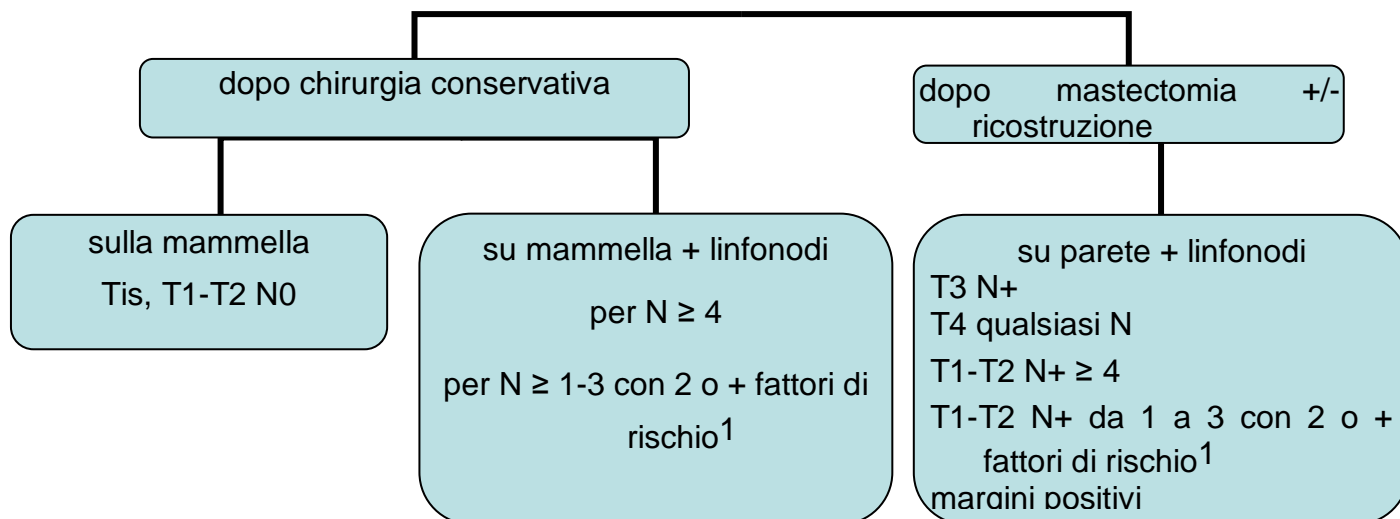 dopo chirurgia conservativa
dopo mastectomia +/-
ricostruzione
sulla mammella
Tis, T1-T2 N0
su mammella + linfonodi
per N ≥ 4
per N ≥ 1-3 con 2 o + fattori di
rischio1
su parete + linfonodi
T3 N+
T4 qualsiasi N
T1-T2 N+ ≥ 4
T1-T2 N+ da 1 a 3 con 2 o +
fattori di rischio1
margini positivi